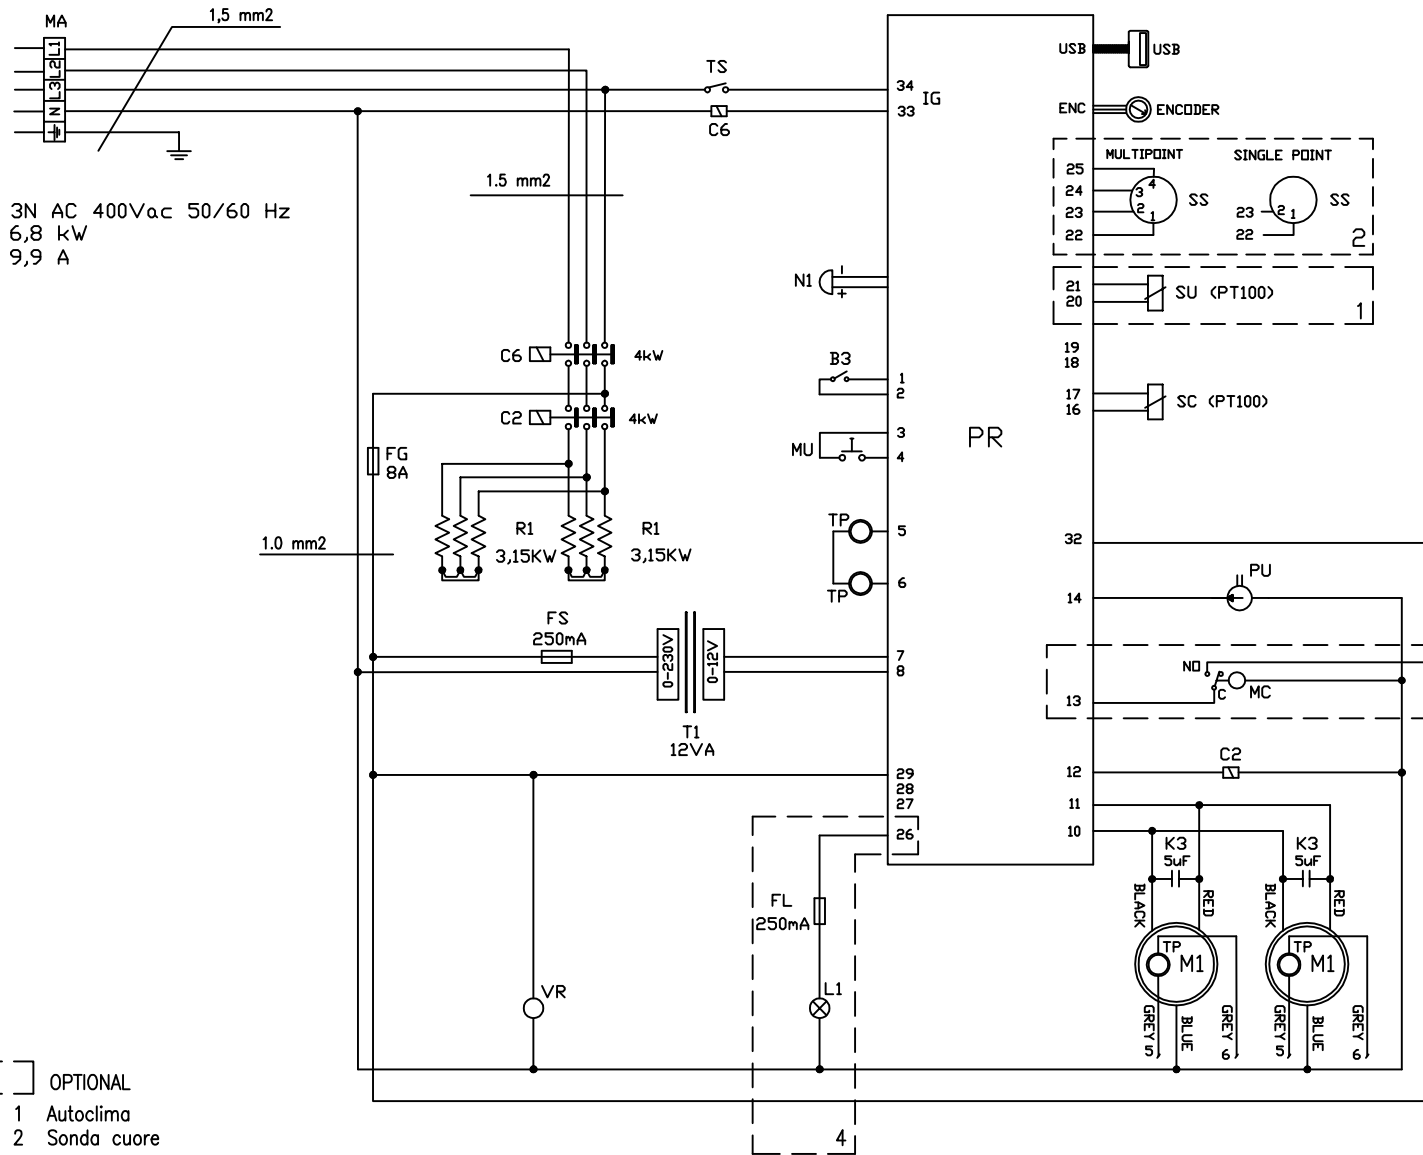 MA
1,5 mm2
L1
L2
L3
N
TS
C6
34
33
IG
USB
USB
ENC
ENCODER
MULTIPOINT
SINGLE POINT
25
24
23
22
4
3
2
1
SS
23
22
2
1
SS
2
3N AC 400Vac 50/60 Hz
6,8 kW
9,9 A
1.5 mm2
N1
-
+
21
20
SU (PT100)
1
19
18
17
16
SC (PT100)
C6
4kW
C2
4kW
B3
1
2
MU
3
4
PR
FG
8A
1.0 mm2
R1
3,15KW
R1
3,15KW
TP
5
TP
6
32
14
PU
FS
250mA
0-230V
0-12V
7
8
T1
12VA
NO
C
MC
13
C2
12
29
28
27
26
11
10
K3
5uF
K3
5uF
BLACK
RED
BLACK
RED
FL
250mA
TP
M1
TP
M1
VR
L1
GREY 5
BLUE
GREY 6
GREY 5
BLUE
GREY 6
OPTIONAL
1 Autoclima
2 Sonda cuore
4